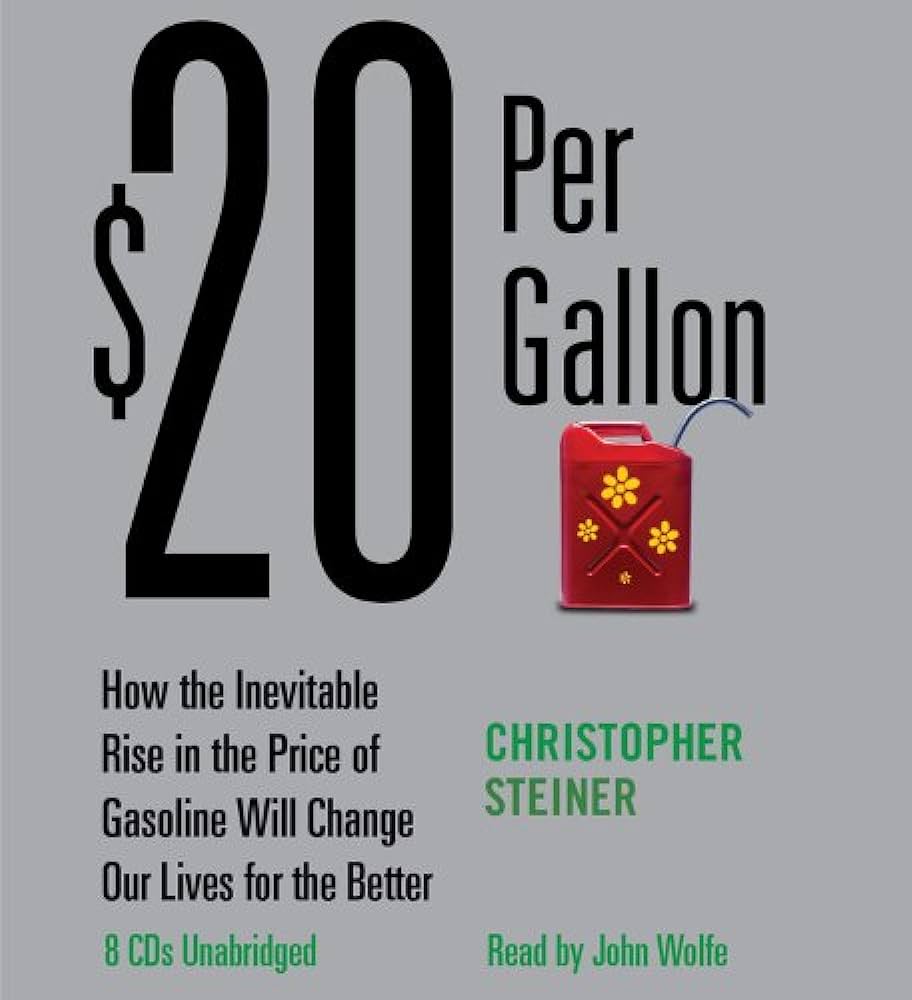 $20
Per
Gallon
How the Inevitable
Rise in the Price of
Gasoline Will Change
Our Lives for the Better
CHRISTOPHER
STEINER
8 CDs Unabridged
Read by John Wolfe